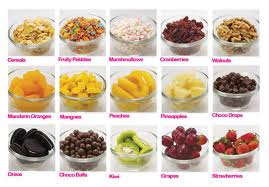 Cereals Fruity Pebbles Marshmallows Cranberries Walnuts
Mandarin Oranges Mangoes Peaches Pineapples Choco Drops
Oreos Choco Balls Kiwi Grapes Strawberries